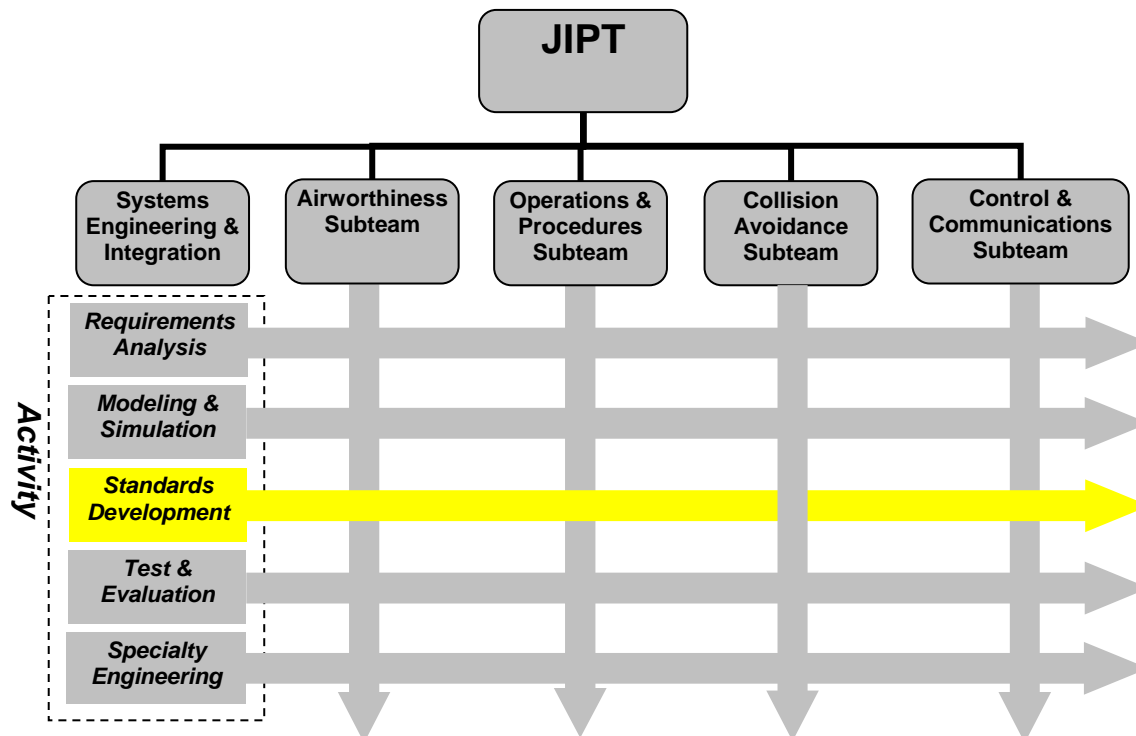 JIPT
Systems
Engineering &
Integration
Airworthiness
Subteam
Operations &
Procedures
Subteam
Collision
Avoidance
Subteam
Control &
Communications
Subteam
Activity
Requirements
Analysis
Modeling &
Simulation
Standards
Development
Test &
Evaluation
Specialty
Engineering